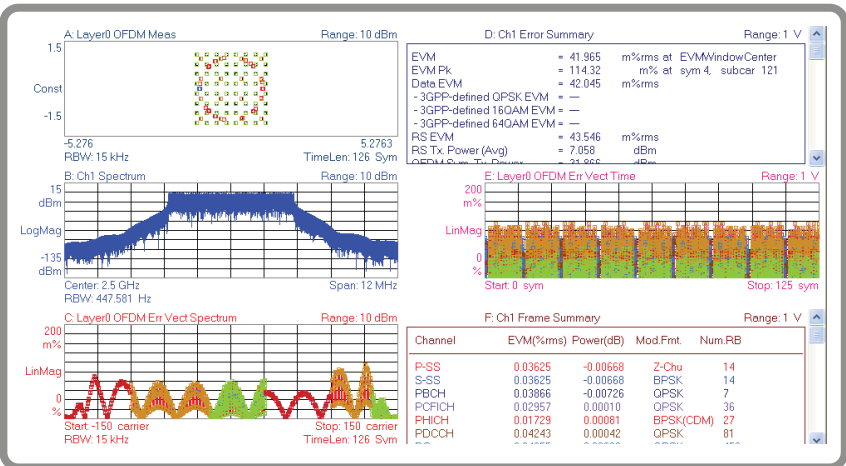 A: Layer0 OFDM Meas Range: 10 dBm
1.5
Const
-1.5
-5.276 5.2763
RBW: 15 kHz TimeLen: 126 Sym
B: Ch1 Spectrum Range: 10 dBm
15
dBm
LogMag
-135
dBm
Center: 2.5 GHz Span: 12 MHz
RBW: 447.581 Hz
C: Layer0 OFDM Err Vect Spectrum Range: 10 dBm
200
m%
LinMag
0
%
Start: -150 carrier Stop: 150 carrier
RBW: 15 kHz TimeLen: 126 Sym
D: Ch1 Error Summary Range: 1 V
EVM = 41.965 m%rms at EVMWindowCenter
EVM Pk = 114.32 m% at sym 4, subcar 121
Data EVM = 42.045 m%rms
- 3GPP-defined QPSK EVM = —
- 3GPP-defined 16QAM EVM = —
- 3GPP-defined 64QAM EVM = —
RS EVM = 43.546 m%rms
RS Tx. Power (Avg) = 7.058 dBm
OFDM Sym. Tx. Power = 31.866 dBm
E: Layer0 OFDM Err Vect Time Range: 1 V
200
m%
LinMag
0
%
Start: 0 sym Stop: 125 sym
F: Ch1 Frame Summary Range: 1 V
Channel EVM(%rms) Power(dB) Mod.Fmt. Num.RB
P-SS 0.03625 -0.00668 Z-Chu 14
S-SS 0.03625 -0.00668 BPSK 14
PBCH 0.03866 -0.00726 QPSK 7
PCFICH 0.02957 0.00010 QPSK 36
PHICH 0.01729 0.00081 BPSK(CDM) 27
PDCCH 0.04243 0.00042 QPSK 81